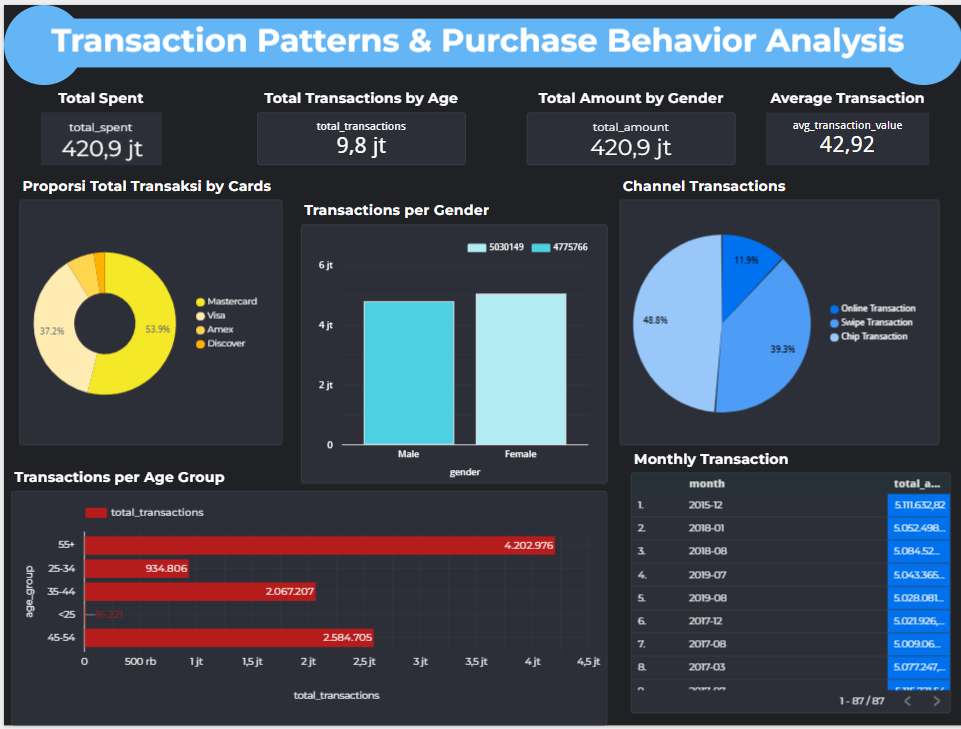 Transaction Patterns & Purchase Behavior Analysis
Total Spent
total_spent
420,9 jt
Total Transactions by Age
total_transactions
9,8 jt
Total Amount by Gender
total_amount
420,9 jt
Average Transaction
avg_transaction_value
42,92
Proporsi Total Transaksi by Cards
37.2%
53.9%
Mastercard
Visa
Amex
Discover
Transactions per Gender
5030149 4775766
6 jt
4 jt
2 jt
0
Male Female
gender
Channel Transactions
11.9%
48.8%
39.3%
Online Transaction
Swipe Transaction
Chip Transaction
Transactions per Age Group
total_transactions
age_group
55+ 4.202.976
25-34 934.806
35-44 2.067.207
<25 16.221
45-54 2.584.705
0 500 rb 1 jt 1,5 jt 2 jt 2,5 jt 3 jt 3,5 jt 4 jt 4,5 jt
total_transactions
Monthly Transaction
month total_a...
1. 2015-12 5.111.632,82
2. 2018-01 5.052.498...
3. 2018-08 5.084.52...
4. 2019-07 5.043.365...
5. 2019-08 5.028.081...
6. 2017-12 5.021.926,...
7. 2017-08 5.009.06...
8. 2017-03 5.077.247,...
1 - 87 / 87